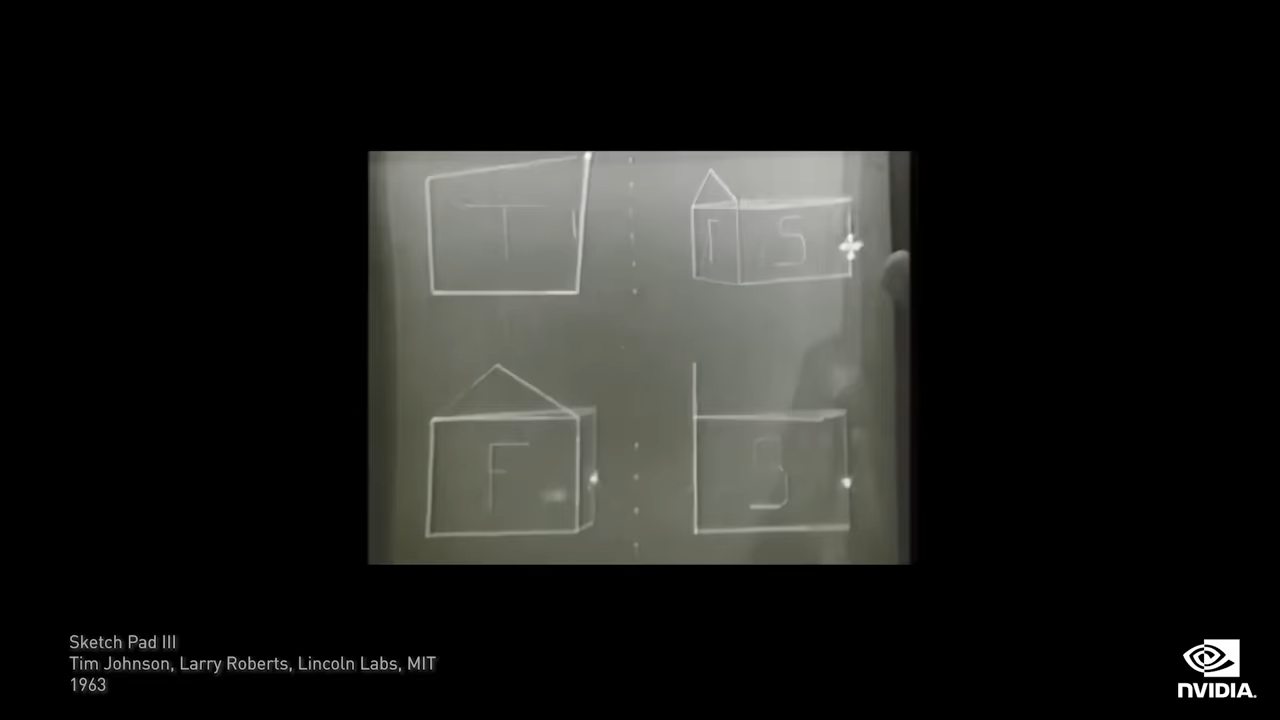 T
F S
F
S
Sketch Pad III
Tim Johnson, Larry Roberts, Lincoln Labs, MIT
1963
NVIDIA.